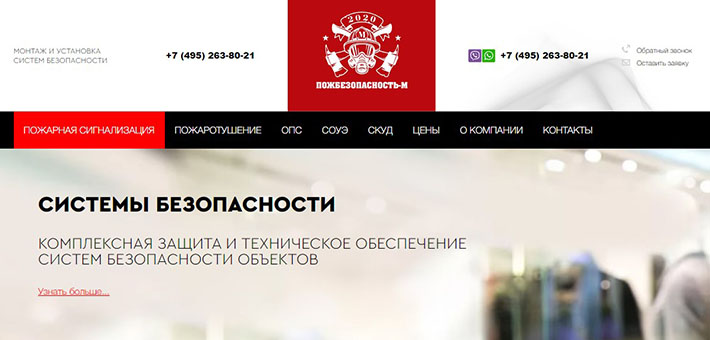 МОНТАЖ И УСТАНОВКА
СИСТЕМ БЕЗОПАСНОСТИ
+7 (495) 263-80-21
2020
М
ПОЖБЕЗОПАСНОСТЬ-М
+7 (495) 263-80-21
Обратный звонок
Оставить заявку
ПОЖАРНАЯ СИГНАЛИЗАЦИЯ ПОЖАРОТУШЕНИЕ ОПС СОУЭ СКУД ЦЕНЫ О КОМПАНИИ КОНТАКТЫ
СИСТЕМЫ БЕЗОПАСНОСТИ
КОМПЛЕКСНАЯ ЗАЩИТА И ТЕХНИЧЕСКОЕ ОБЕСПЕЧЕНИЕ
СИСТЕМ БЕЗОПАСНОСТИ ОБЪЕКТОВ
Узнать больше...